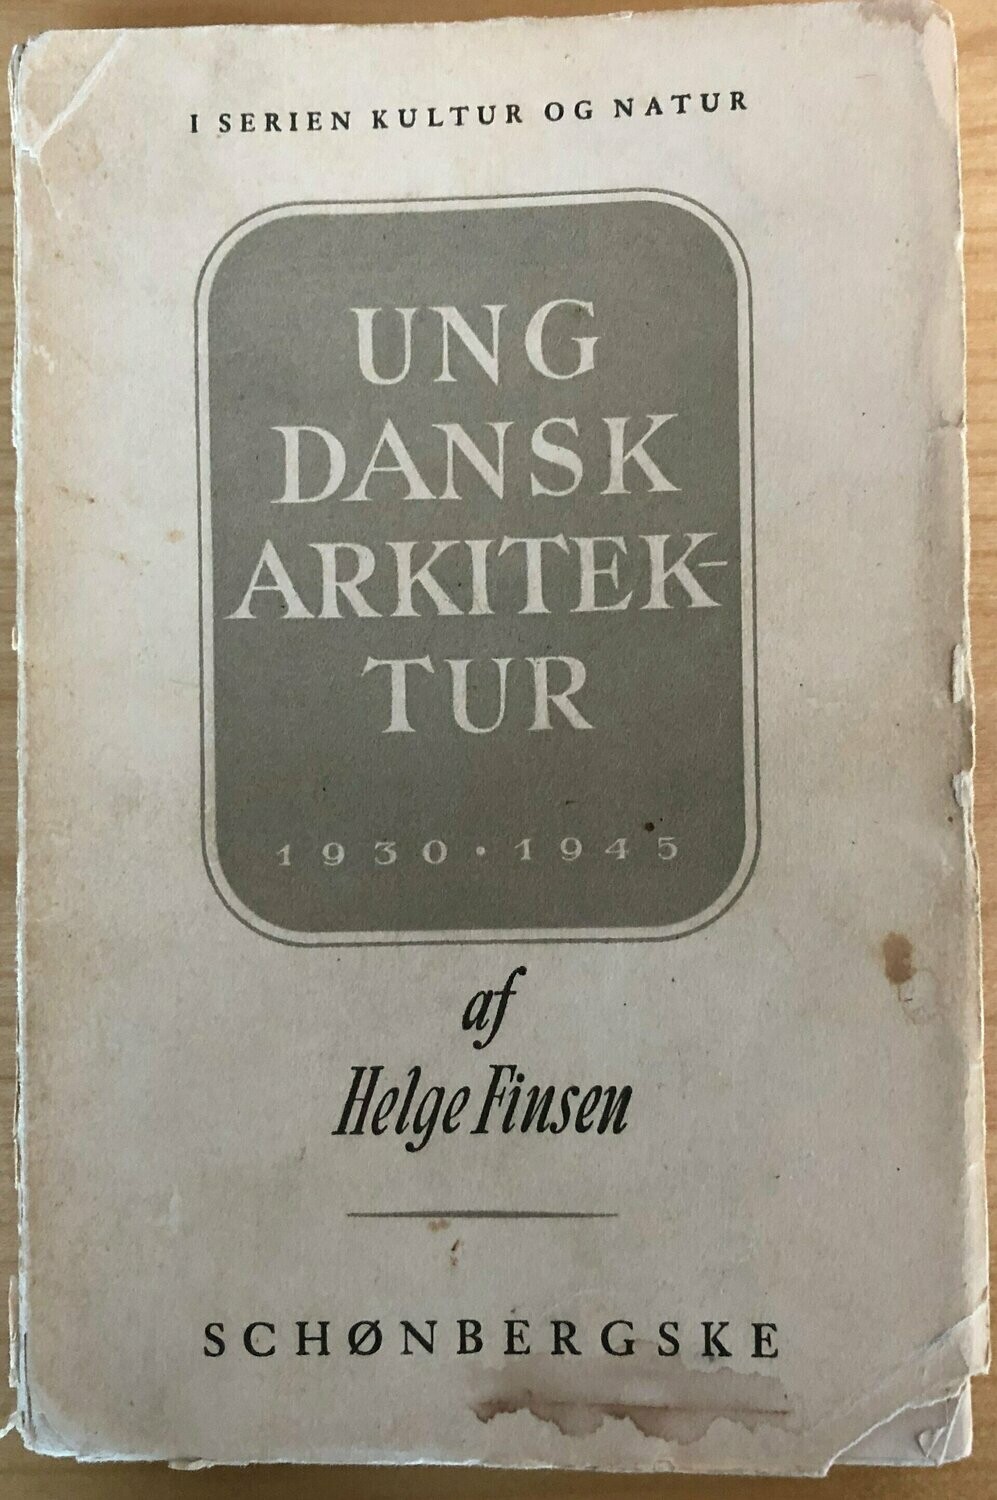 I SERIEN KULTUR OG NATUR
UNG
DANSK
ARKITEK-
TUR
1930·1945
af
Helge Finsen
SCHØNBERGSKE